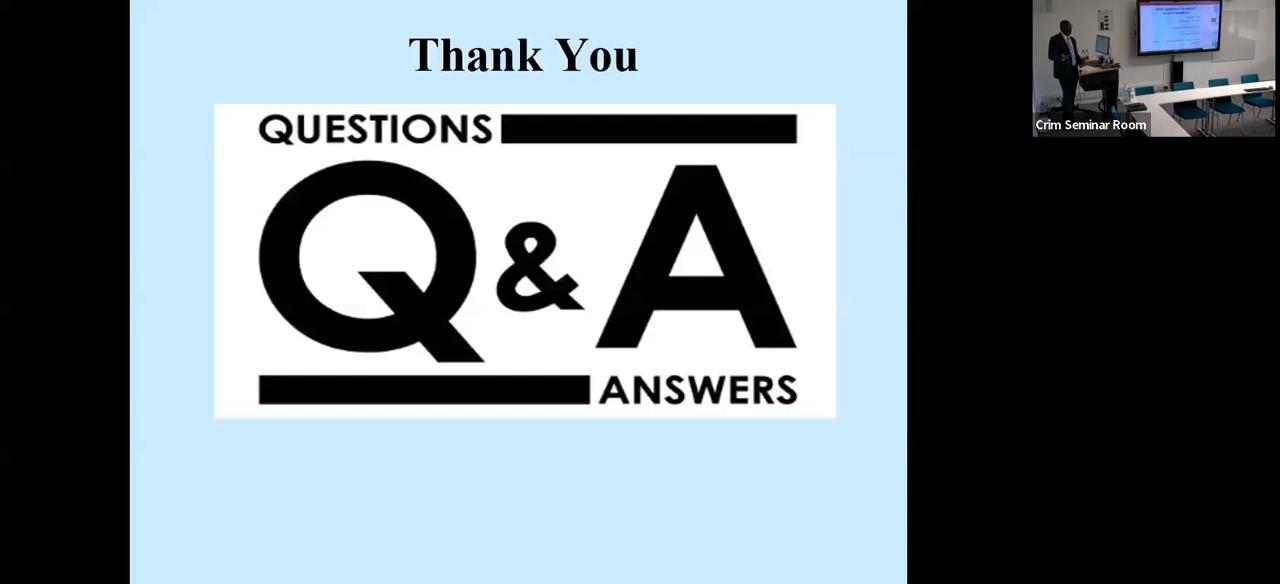 Thank You
QUESTIONS
Q & A
ANSWERS
Crim Seminar Room